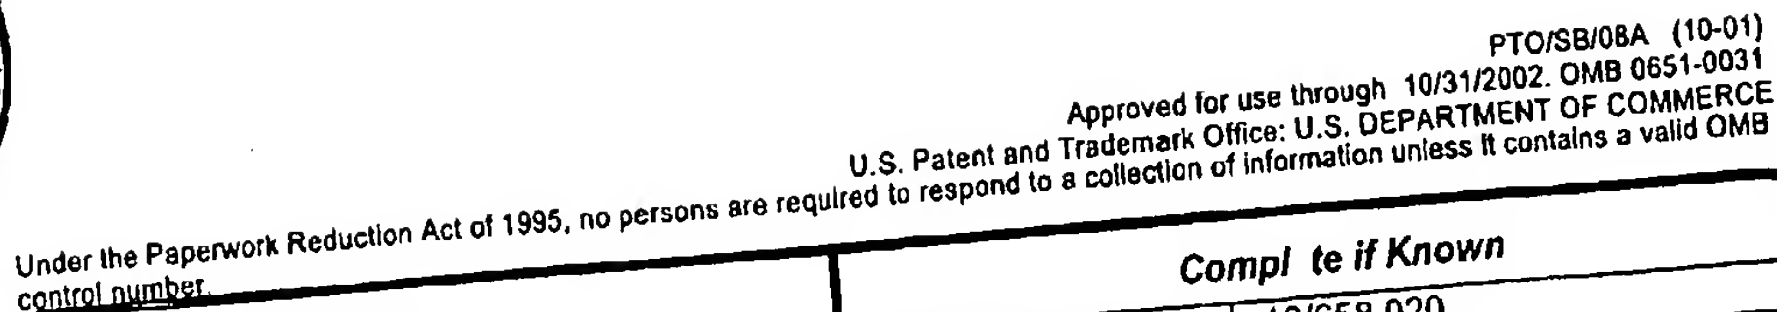 PTO/SB/08A (10-01)
Approved for use through 10/31/2002. OMB 0651-0031
U.S. Patent and Trademark Office: U.S. DEPARTMENT OF COMMERCE
Under the Paperwork Reduction Act of 1995, no persons are required to respond to a collection of information unless it contains a valid OMB
control number.
Compl te if Known